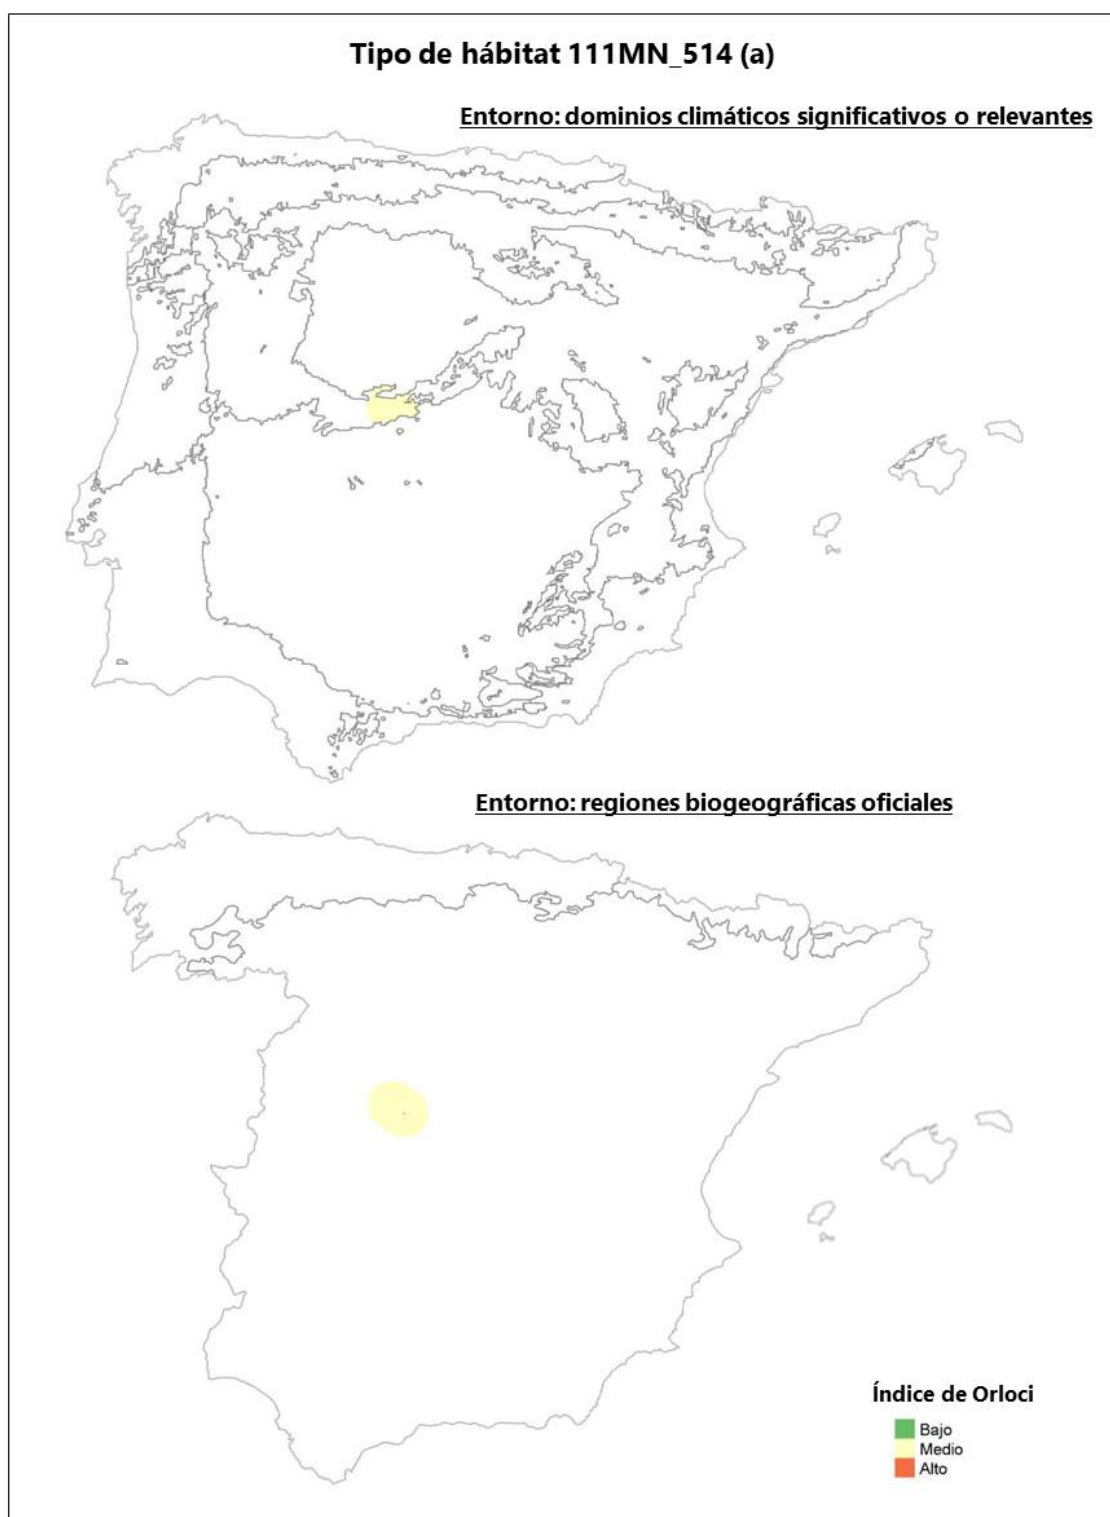 Tipo de hábitat 111MN_514 (a)
Entorno: dominios climáticos significativos o relevantes
Entorno: regiones biogeográficas oficiales
Índice de Orloci
Bajo
Medio
Alto